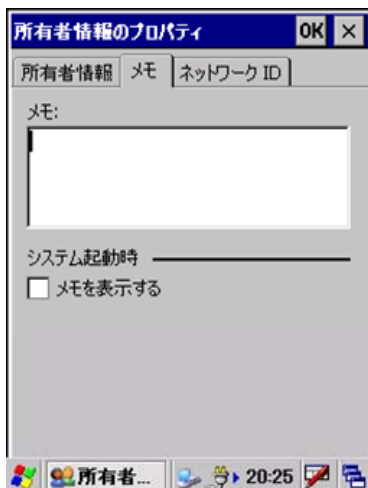 所有者情報のプロパティ OK ×
所有者情報 メモ ネットワーク ID
メモ:
システム起動時
メモを表示する
所有者... 20:25